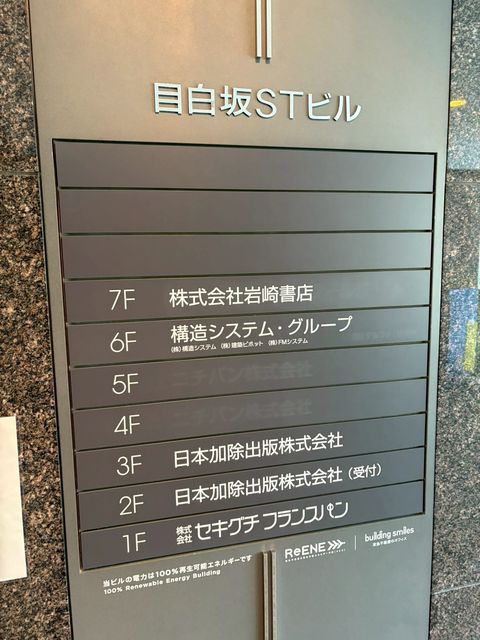 目白坂STビル
7F 株式会社岩崎書店
6F 構造システム・グループ
(株)構造システム (株)建築ピボット (株)FMシステム
5F
4F
3F 日本加除出版株式会社
2F 日本加除出版株式会社(受付)
1F 株式会社 セキグチ フランスパン
当ビルの電力は100%再生可能エネルギーです
100% Renewable Energy Building
ReENE
building smiles